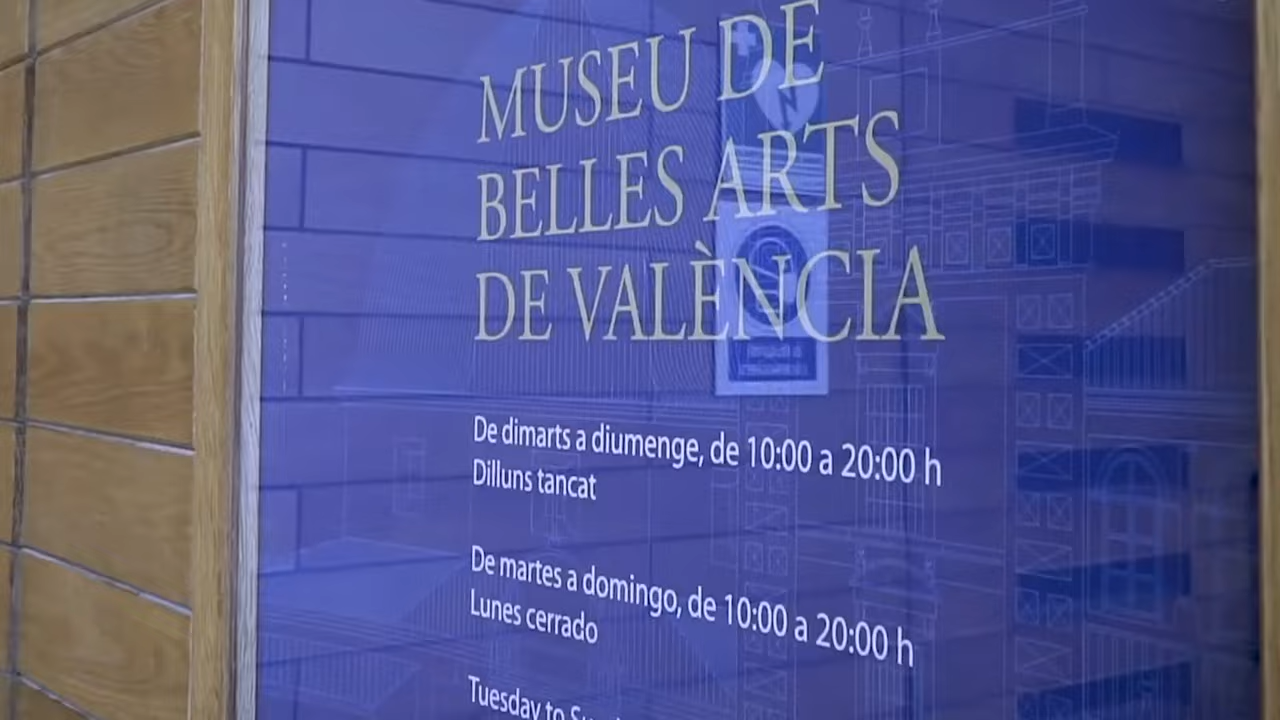 MUSEU DE
BELLES ARTS
DE VALÈNCIA
De dimarts a diumenge, de 10:00 a 20:00 h
Dilluns tancat
De martes a domingo, de 10:00 a 20:00 h
Lunes cerrado
Tuesday to